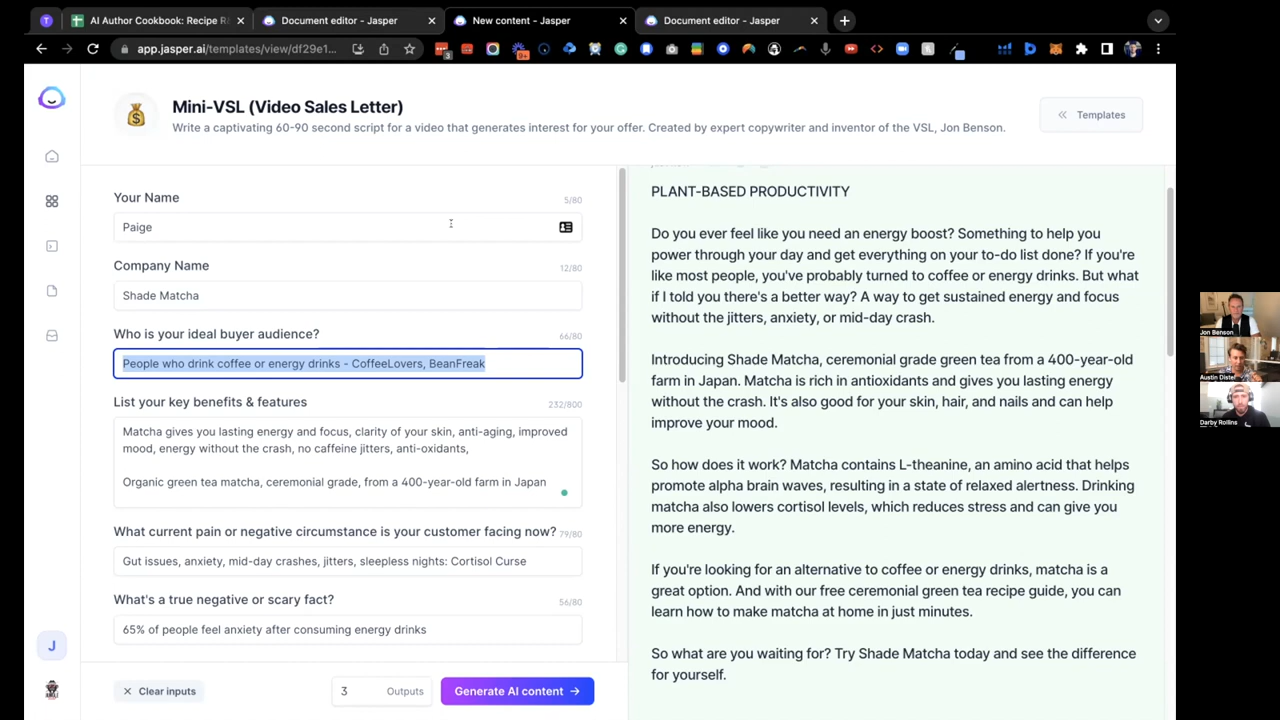 AI Author Cookbook: Recipe R
Document editor - Jasper
New content - Jasper
Document editor - Jasper
app.jasper.ai/templates/view/df29e1...
Mini-VSL (Video Sales Letter)
Write a captivating 60-90 second script for a video that generates interest for your offer. Created by expert copywriter and inventor of the VSL, Jon Benson.
Templates
Your Name
5/80
Paige
Company Name
12/80
Shade Matcha
Who is your ideal buyer audience?
66/80
People who drink coffee or energy drinks - CoffeeLovers, BeanFreak
List your key benefits & features
232/800
Matcha gives you lasting energy and focus, clarity of your skin, anti-aging, improved
mood, energy without the crash, no caffeine jitters, anti-oxidants,
Organic green tea matcha, ceremonial grade, from a 400-year-old farm in Japan
What current pain or negative circumstance is your customer facing now?
79/80
Gut issues, anxiety, mid-day crashes, jitters, sleepless nights: Cortisol Curse
What's a true negative or scary fact?
56/80
65% of people feel anxiety after consuming energy drinks
J
Clear inputs
3 Outputs
Generate AI content
PLANT-BASED PRODUCTIVITY
Do you ever feel like you need an energy boost? Something to help you
power through your day and get everything on your to-do list done? If you're
like most people, you've probably turned to coffee or energy drinks. But what
if I told you there's a better way? A way to get sustained energy and focus
without the jitters, anxiety, or mid-day crash.
Introducing Shade Matcha, ceremonial grade green tea from a 400-year-old
farm in Japan. Matcha is rich in antioxidants and gives you lasting energy
without the crash. It's also good for your skin, hair, and nails and can help
improve your mood.
So how does it work? Matcha contains L-theanine, an amino acid that helps
promote alpha brain waves, resulting in a state of relaxed alertness. Drinking
matcha also lowers cortisol levels, which reduces stress and can give you
more energy.
If you're looking for an alternative to coffee or energy drinks, matcha is a
great option. And with our free ceremonial green tea recipe guide, you can
learn how to make matcha at home in just minutes.
So what are you waiting for? Try Shade Matcha today and see the difference
for yourself.
Jon Benson
Austin Distel
Darby Rollins